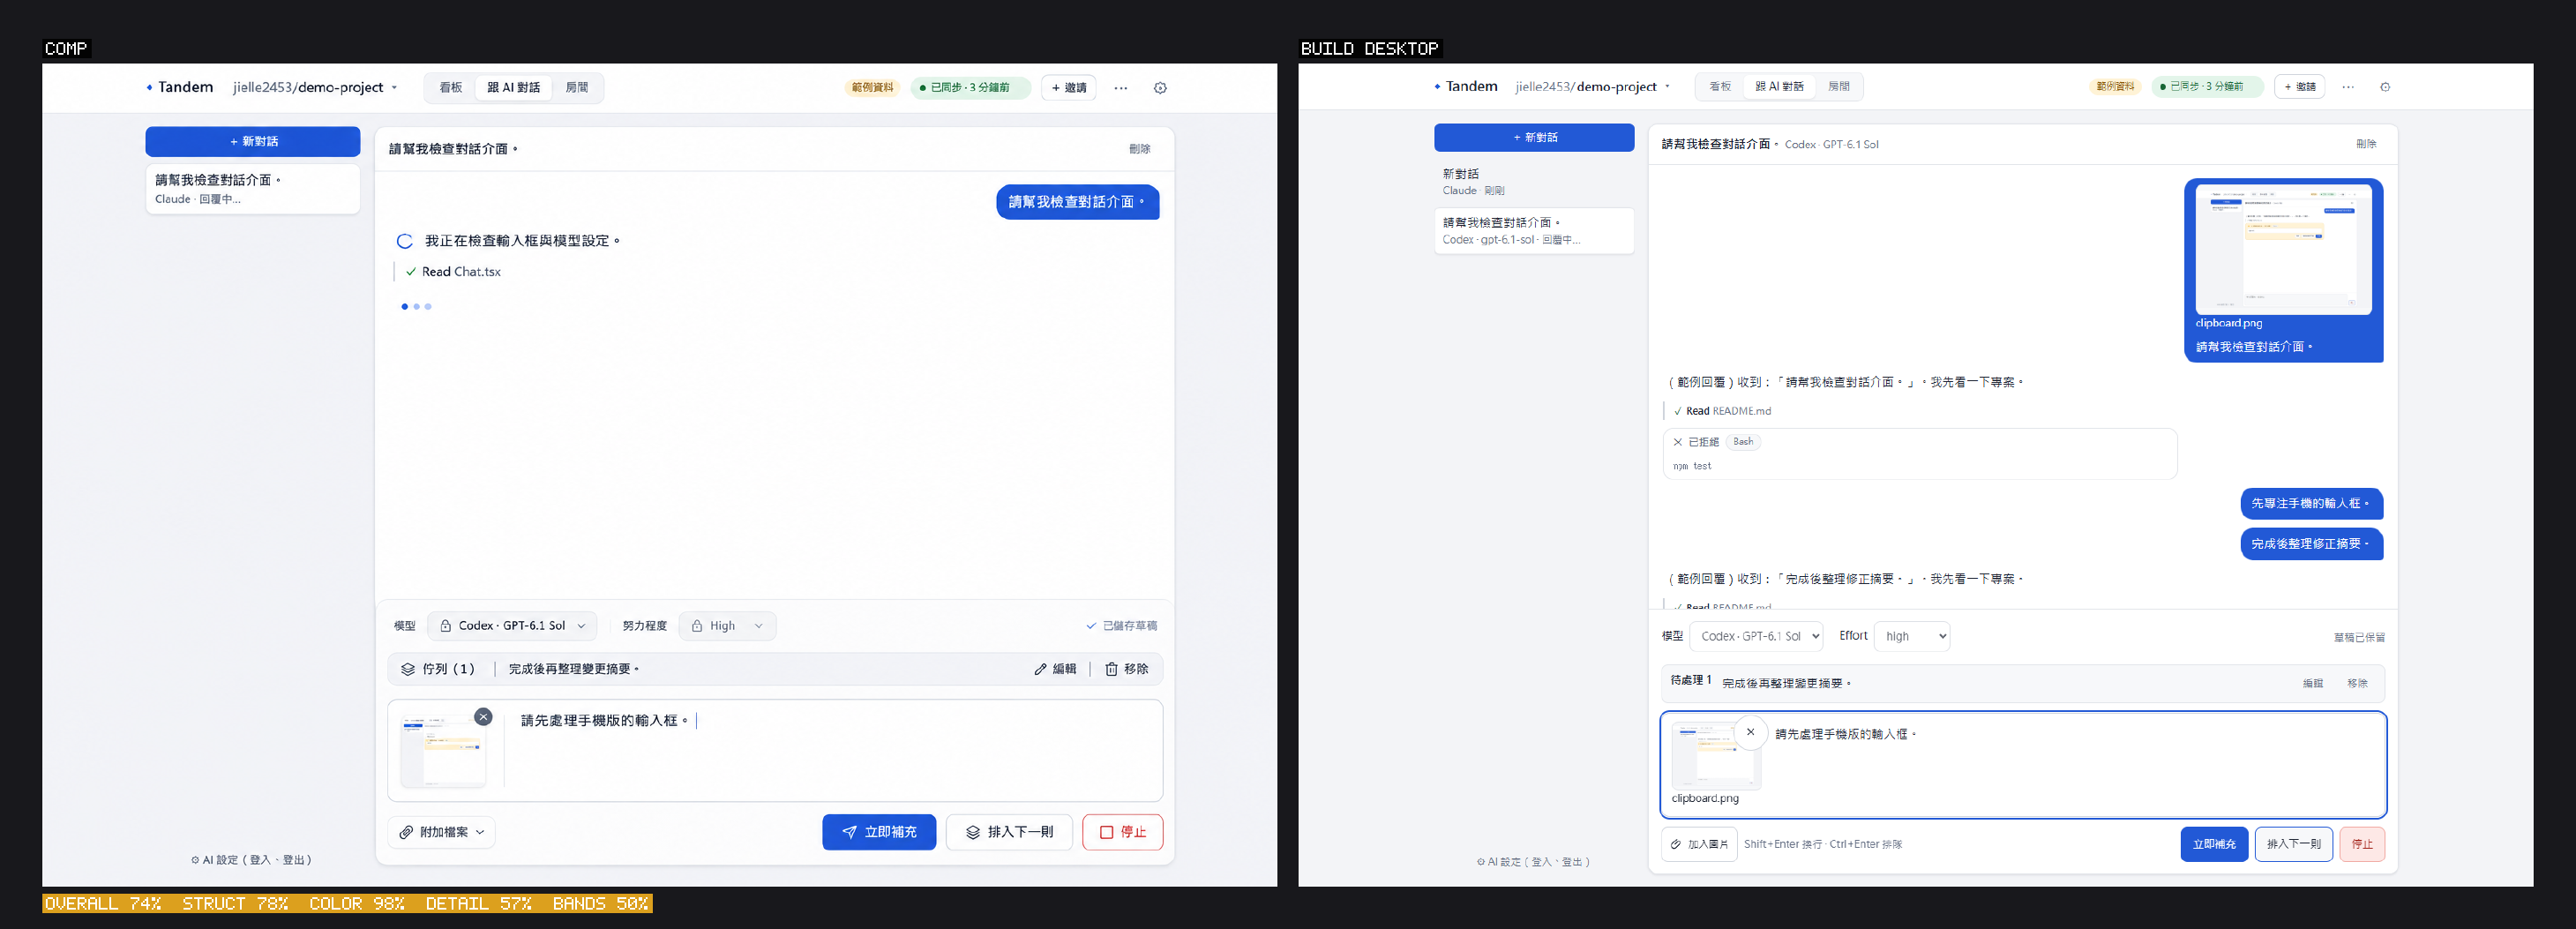 COMP
◆ Tandem jielle2453/demo-project 看板 跟 AI 對話 房間 範例資料 已同步 · 3 分鐘前 + 邀請 ···
+ 新對話
請幫我檢查對話介面。
Claude · 回覆中...
AI 設定（登入、登出）
請幫我檢查對話介面。 刪除
請幫我檢查對話介面。
我正在檢查輸入框與模型設定。
✓ Read Chat.tsx
模型 Codex · GPT-6.1 Sol 努力程度 High ✓ 已儲存草稿
佇列（1） 完成後再整理變更摘要。 編輯 移除
請先處理手機版的輸入框。
附加檔案 立即補充 排入下一則 停止
OVERALL 74% STRUCT 78% COLOR 98% DETAIL 57% BANDS 50%
BUILD DESKTOP
◆ Tandem jielle2453/demo-project 看板 跟 AI 對話 房間 範例資料 已同步 · 3 分鐘前 + 邀請 ···
+ 新對話
新對話
Claude · 剛剛
請幫我檢查對話介面。
Codex · gpt-6.1-sol · 回覆中...
AI 設定（登入、登出）
請幫我檢查對話介面。 Codex · GPT-6.1 Sol 刪除
clipboard.png
請幫我檢查對話介面。
（範例回覆）收到：「請幫我檢查對話介面。」。我先看一下專案。
✓ Read README.md
✕ 已拒絕 Bash
npm test
先專注手機的輸入框。
完成後整理修正摘要。
（範例回覆）收到：「完成後整理修正摘要。」。我先看一下專案。
✓ Read README.md
模型 Codex · GPT-6.1 Sol Effort high 草稿已保留
待處理 1 完成後再整理變更摘要。 編輯 移除
請先處理手機版的輸入框。
clipboard.png
加入圖片 Shift+Enter 換行 · Ctrl+Enter 排隊 立即補充 排入下一則 停止